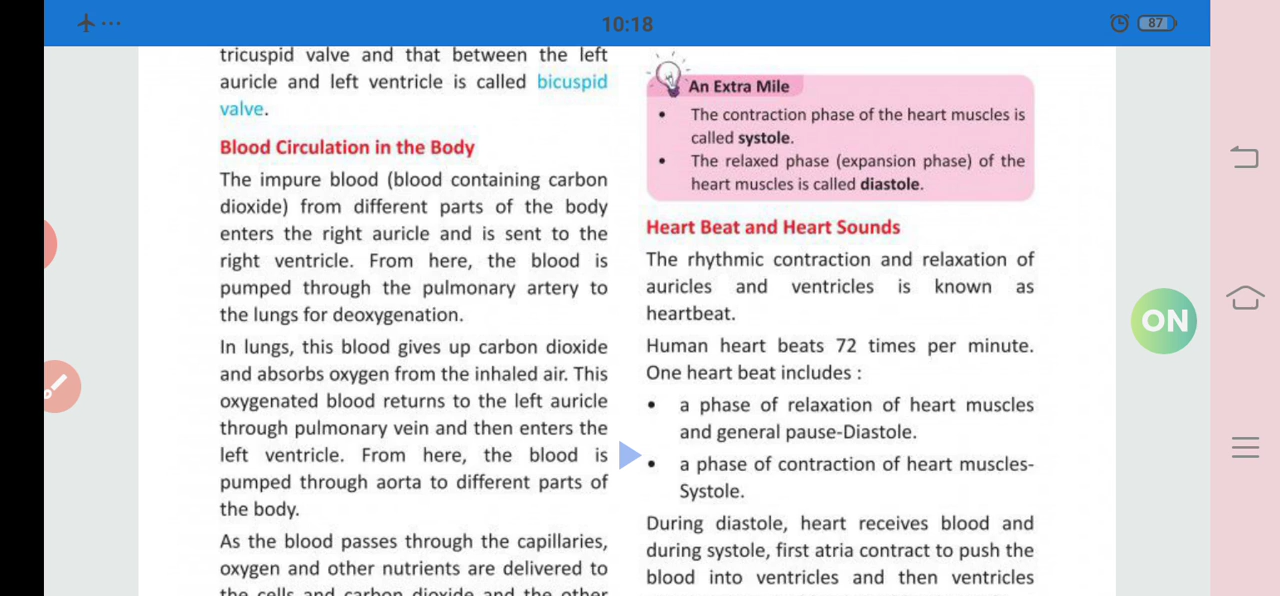 10:18
87
tricuspid valve and that between the left
auricle and left ventricle is called bicuspid
valve.
Blood Circulation in the Body
The impure blood (blood containing carbon
dioxide) from different parts of the body
enters the right auricle and is sent to the
right ventricle. From here, the blood is
pumped through the pulmonary artery to
the lungs for deoxygenation.
In lungs, this blood gives up carbon dioxide
and absorbs oxygen from the inhaled air. This
oxygenated blood returns to the left auricle
through pulmonary vein and then enters the
left ventricle. From here, the blood is
pumped through aorta to different parts of
the body.
As the blood passes through the capillaries,
oxygen and other nutrients are delivered to
the cells and carbon dioxide and the other
An Extra Mile
• The contraction phase of the heart muscles is
called systole.
• The relaxed phase (expansion phase) of the
heart muscles is called diastole.
Heart Beat and Heart Sounds
The rhythmic contraction and relaxation of
auricles and ventricles is known as
heartbeat.
Human heart beats 72 times per minute.
One heart beat includes :
• a phase of relaxation of heart muscles
and general pause-Diastole.
• a phase of contraction of heart muscles-
Systole.
During diastole, heart receives blood and
during systole, first atria contract to push the
blood into ventricles and then ventricles
ON